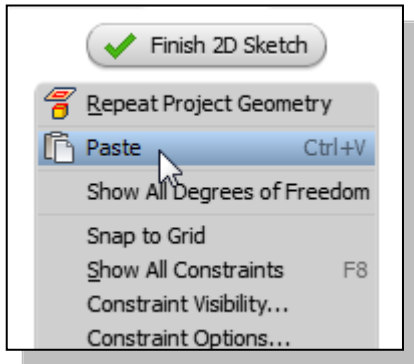 Finish 2D Sketch
Repeat Project Geometry
Paste Ctrl+V
Show All Degrees of Freedom
Snap to Grid
Show All Constraints F8
Constraint Visibility...
Constraint Options...